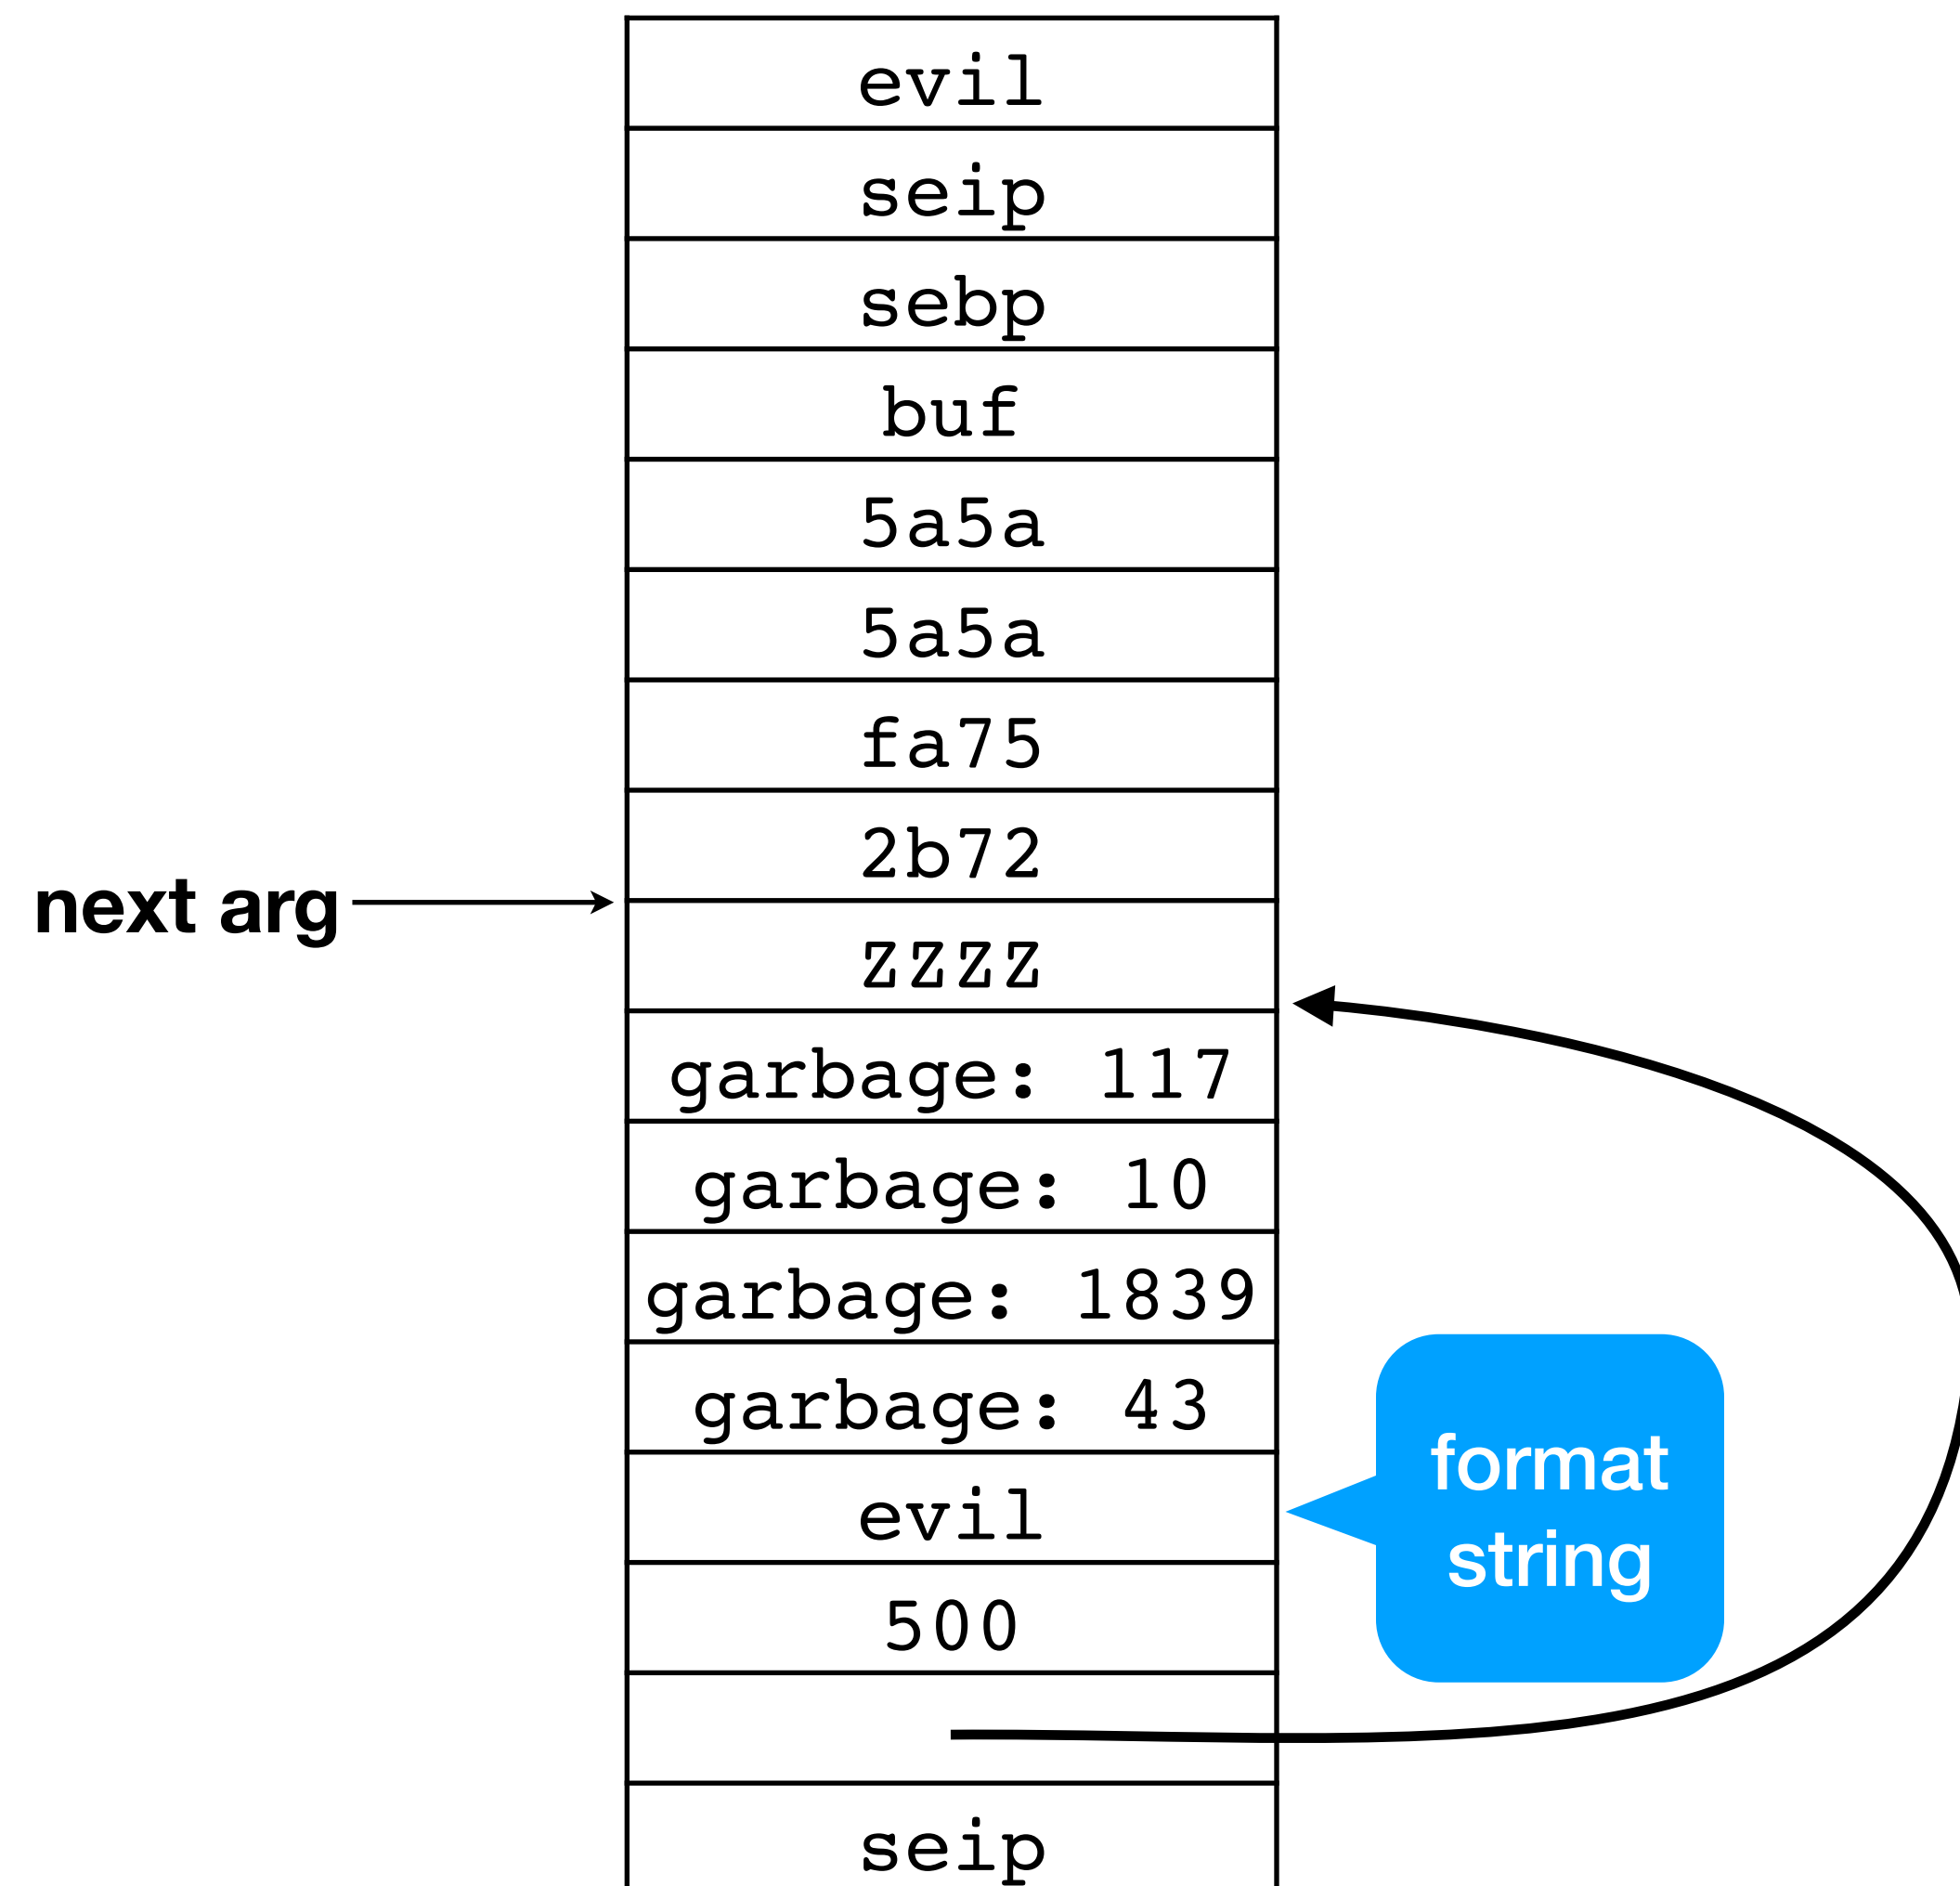 evil
seip
sebp
buf
5a5a
5a5a
fa75
2b72
next arg
ZZZZ
garbage: 117
garbage: 10
garbage: 1839
garbage: 43
evil
format
string
500
seip